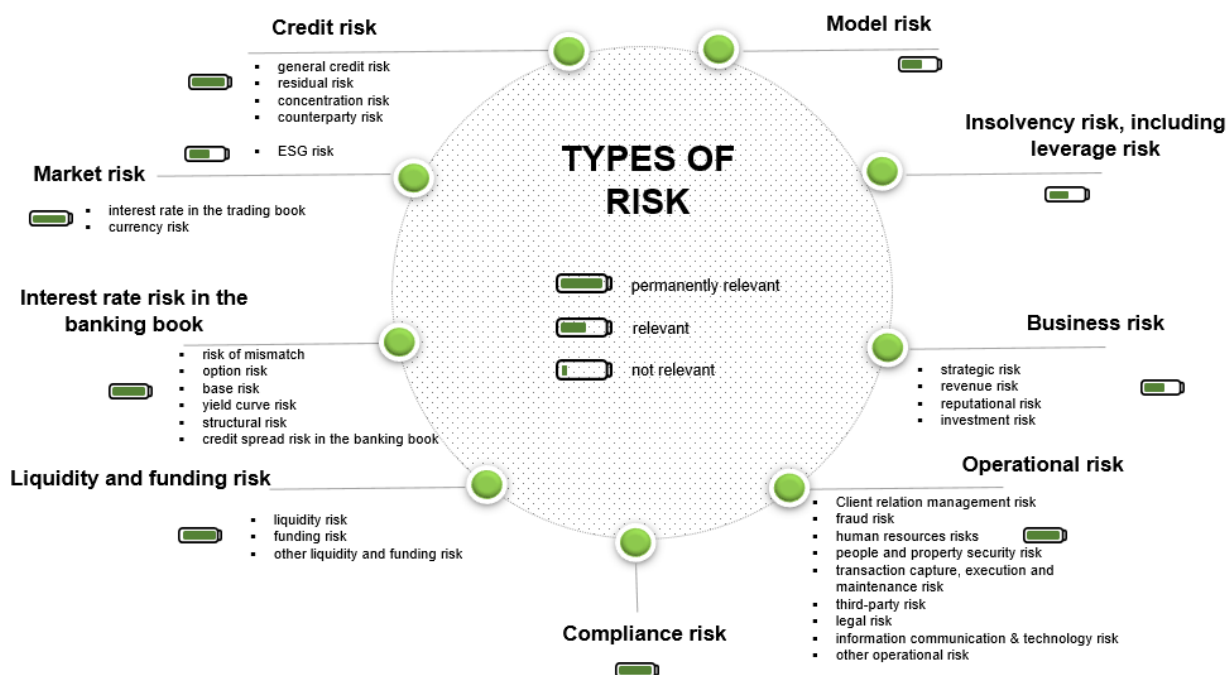 Credit risk
▪ general credit risk
▪ residual risk
▪ concentration risk
▪ counterparty risk
▪ ESG risk
Market risk
▪ interest rate in the trading book
▪ currency risk
Interest rate risk in the
banking book
▪ risk of mismatch
▪ option risk
▪ base risk
▪ yield curve risk
▪ structural risk
▪ credit spread risk in the banking book
Liquidity and funding risk
▪ liquidity risk
▪ funding risk
▪ other liquidity and funding risk
TYPES OF
RISK
permanently relevant
relevant
not relevant
Compliance risk
Model risk
Insolvency risk, including
leverage risk
Business risk
▪ strategic risk
▪ revenue risk
▪ reputational risk
▪ investment risk
Operational risk
▪ Client relation management risk
▪ fraud risk
▪ human resources risks
▪ people and property security risk
▪ transaction capture, execution and
maintenance risk
▪ third-party risk
▪ legal risk
▪ information communication & technology risk
▪ other operational risk